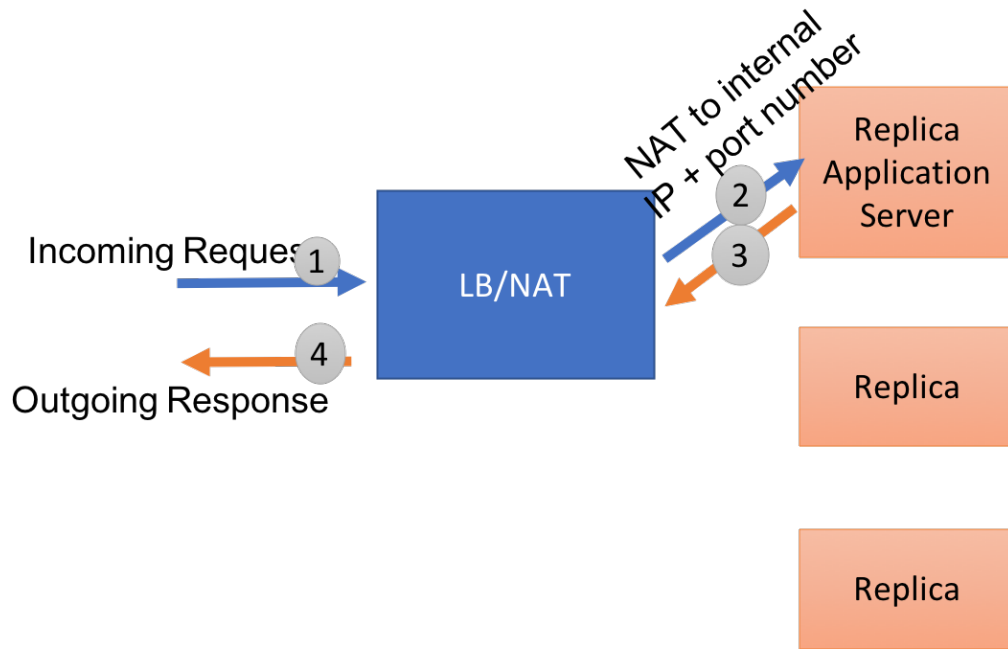 NAT to internal
IP + port number
Replica
Application
Server
2
Incoming Reques
1
3
LB/NAT
4
Outgoing Response
Replica
Replica